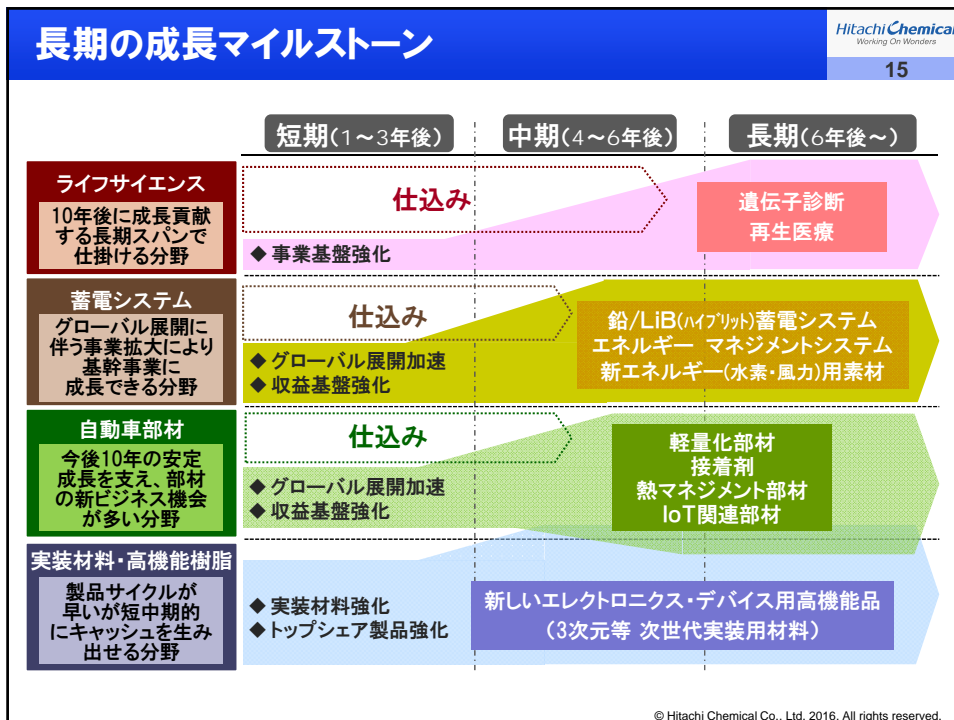 長期の成長マイルストーン
Hitachi Chemical
Working On Wonders
15
短期(1～3年後)
中期(4～6年後)
長期(6年後～)
ライフサイエンス
10年後に成長貢献
する長期スパンで
仕掛ける分野
仕込み
◆ 事業基盤強化
遺伝子診断
再生医療
蓄電システム
グローバル展開に
伴う事業拡大により
基幹事業に
成長できる分野
仕込み
◆ グローバル展開加速
◆ 収益基盤強化
鉛/LiB(ハイブリット)蓄電システム
エネルギー マネジメントシステム
新エネルギー(水素・風力)用素材
自動車部材
今後10年の安定
成長を支え、部材
の新ビジネス機会
が多い分野
仕込み
◆ グローバル展開加速
◆ 収益基盤強化
軽量化部材
接着剤
熱マネジメント部材
IoT関連部材
実装材料・高機能樹脂
製品サイクルが
早いが短中期的
にキャッシュを生み
出せる分野
◆ 実装材料強化
◆トップシェア製品強化
新しいエレクトロニクス・デバイス用高機能品
(3次元等 次世代実装用材料)
© Hitachi Chemical Co., Ltd. 2016. All rights reserved.